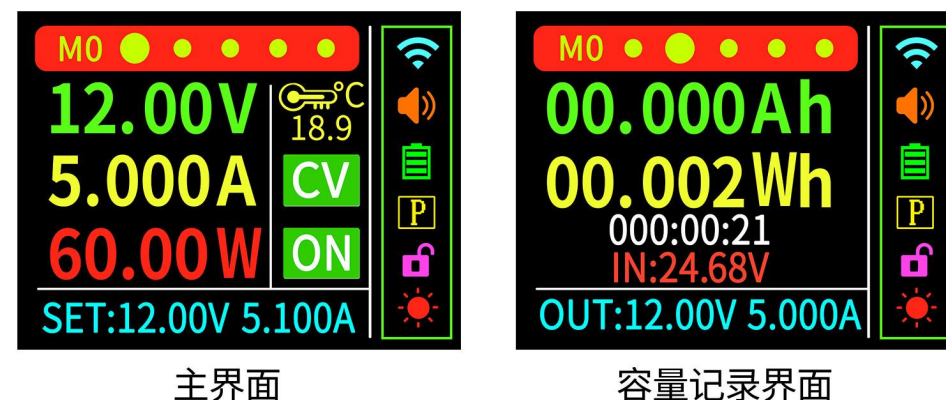 M0
12.00V
°C
18.9
5.000A
CV
60.00W
ON
SET:12.00V 5.100A
P
主界面
M0
00.000Ah
00.002Wh
000:00:21
IN:24.68V
OUT:12.00V 5.000A
P
容量记录界面